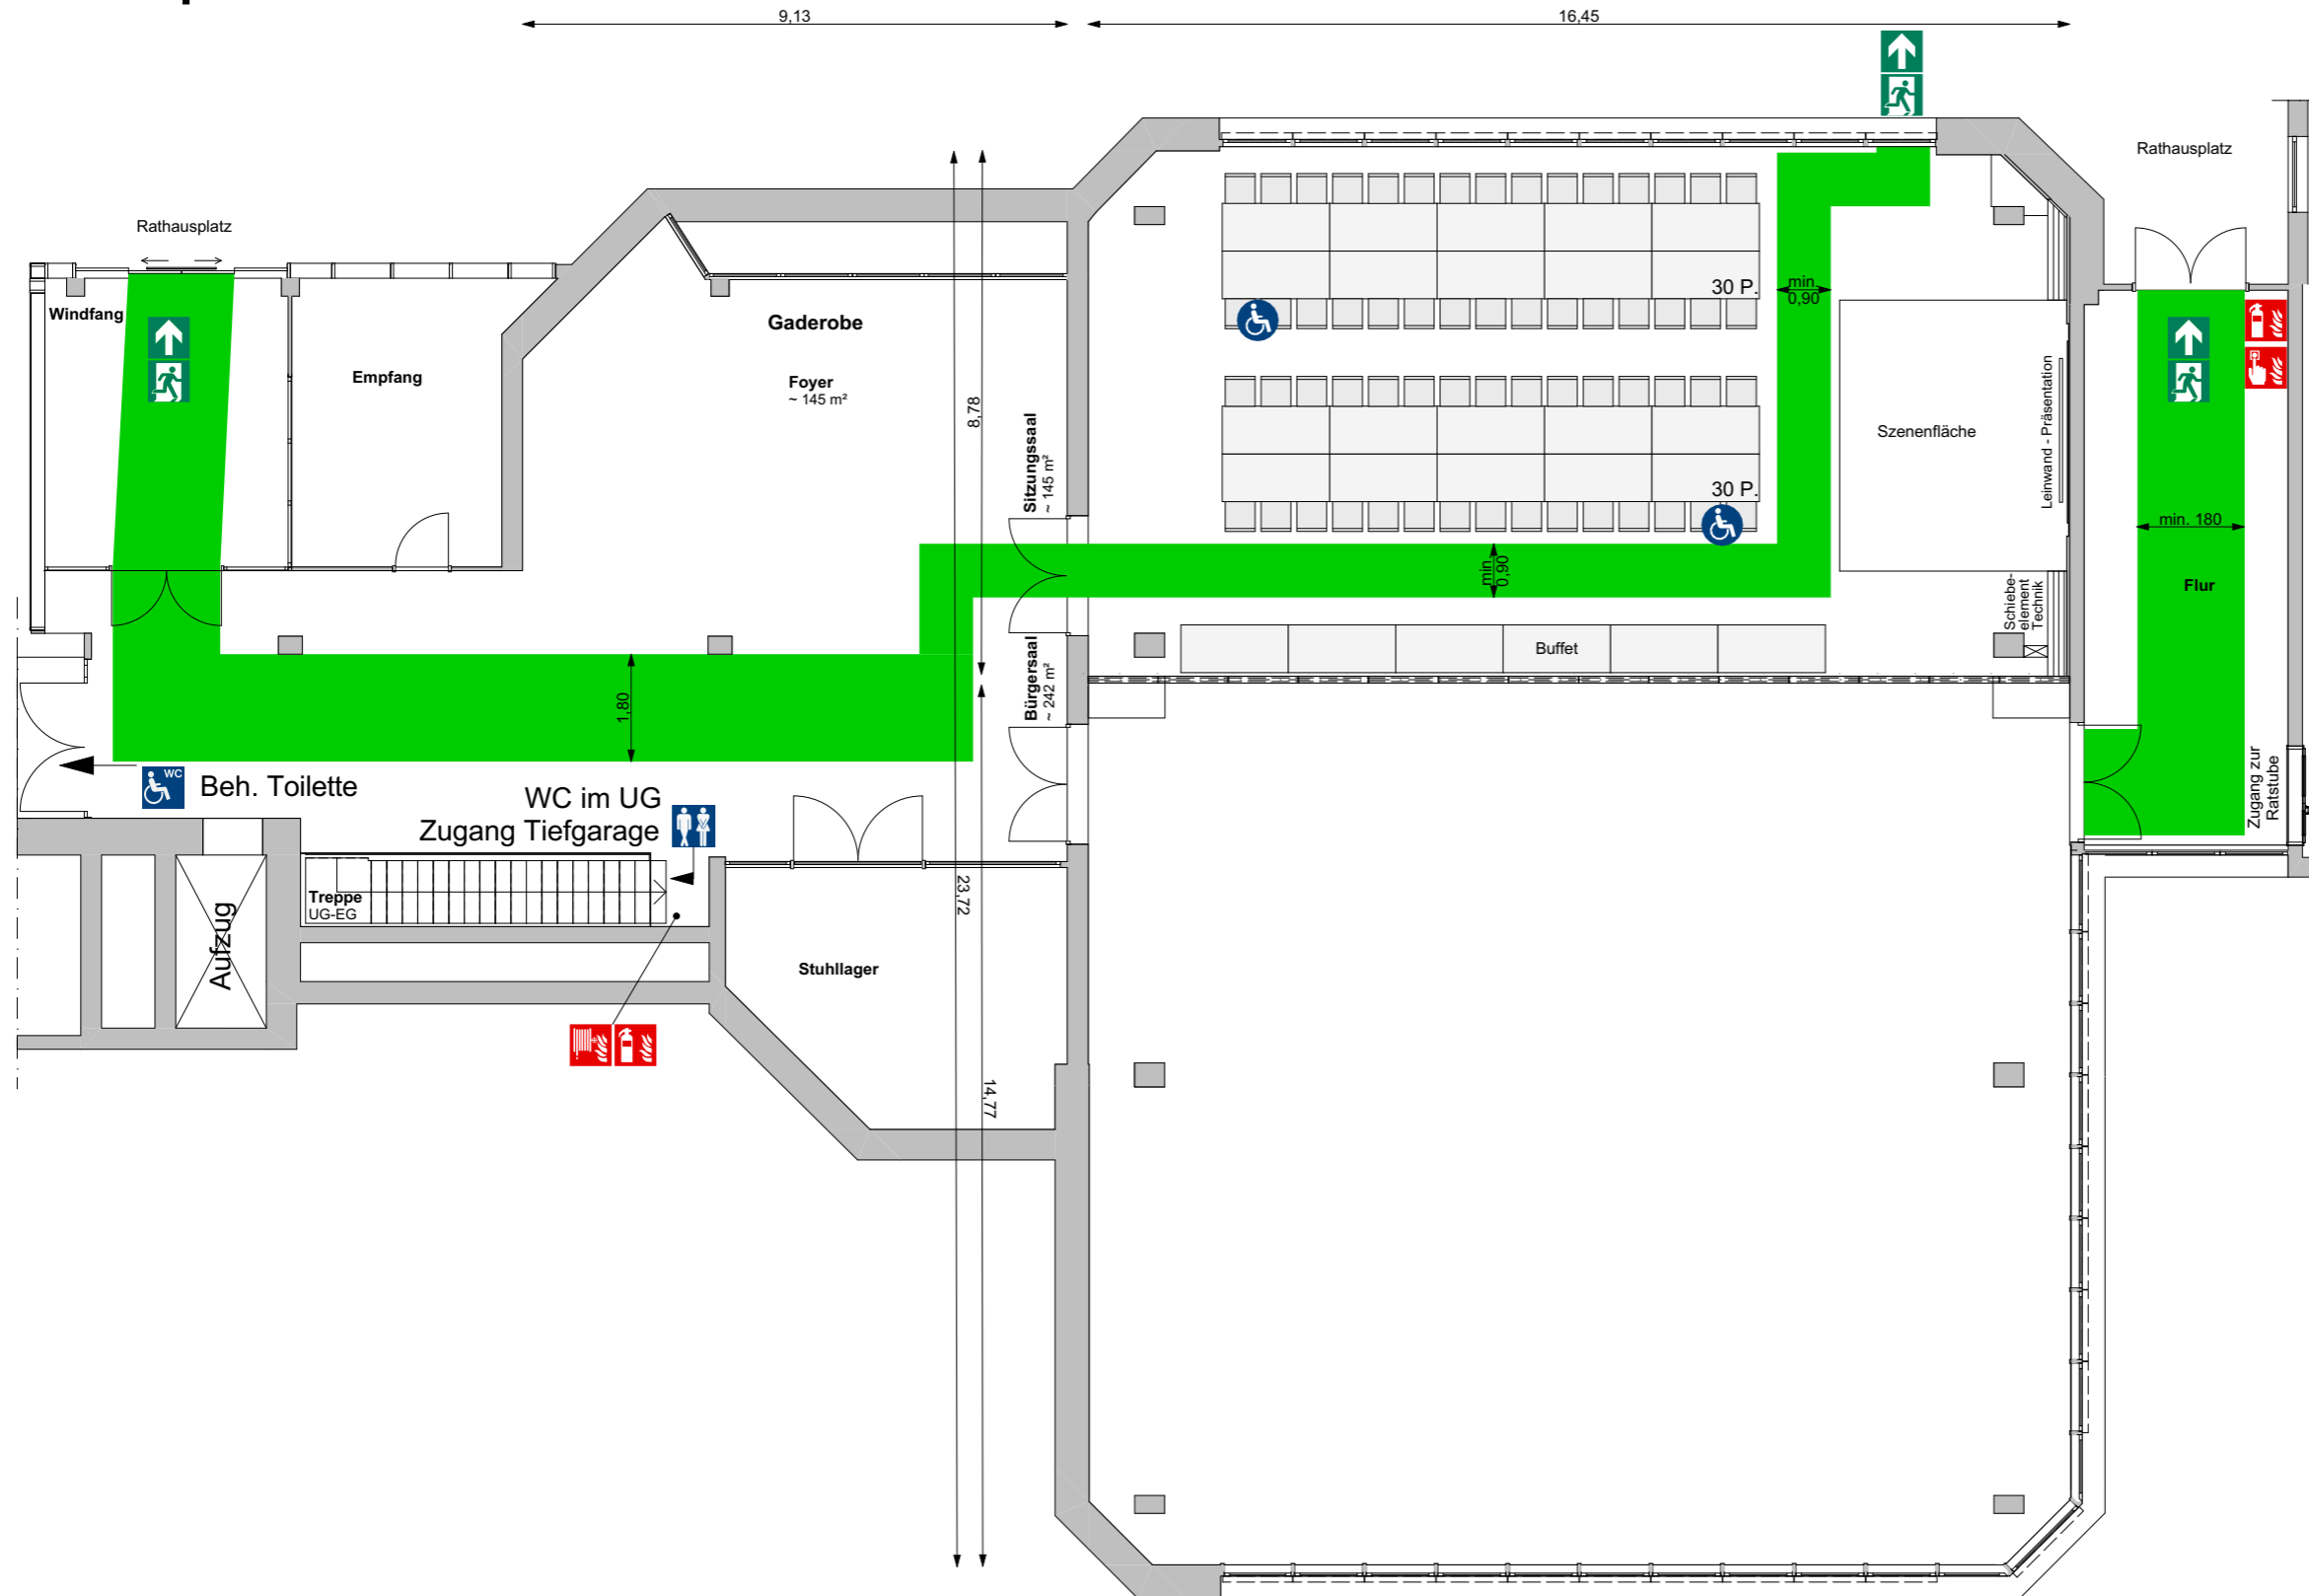 9,13
16,45
Rathausplatz
Rathausplatz
Windfang
Empfang
Gaderobe
Foyer
~ 145 m²
8,78
Sitzungssaal
~ 145 m²
30 P.
min.
0,90
30 P.
Szenenfläche
Leinwand - Präsentation
min. 180
Flur
min.
0,90
Schiebe-
element
Technik
Buffet
Bürgersaal
~ 242 m²
1,80
WC
Beh. Toilette
WC im UG
Zugang Tiefgarage
Zugang zur
Ratstube
Treppe
UG-EG
Aufzug
23,72
Stuhllager
14,77